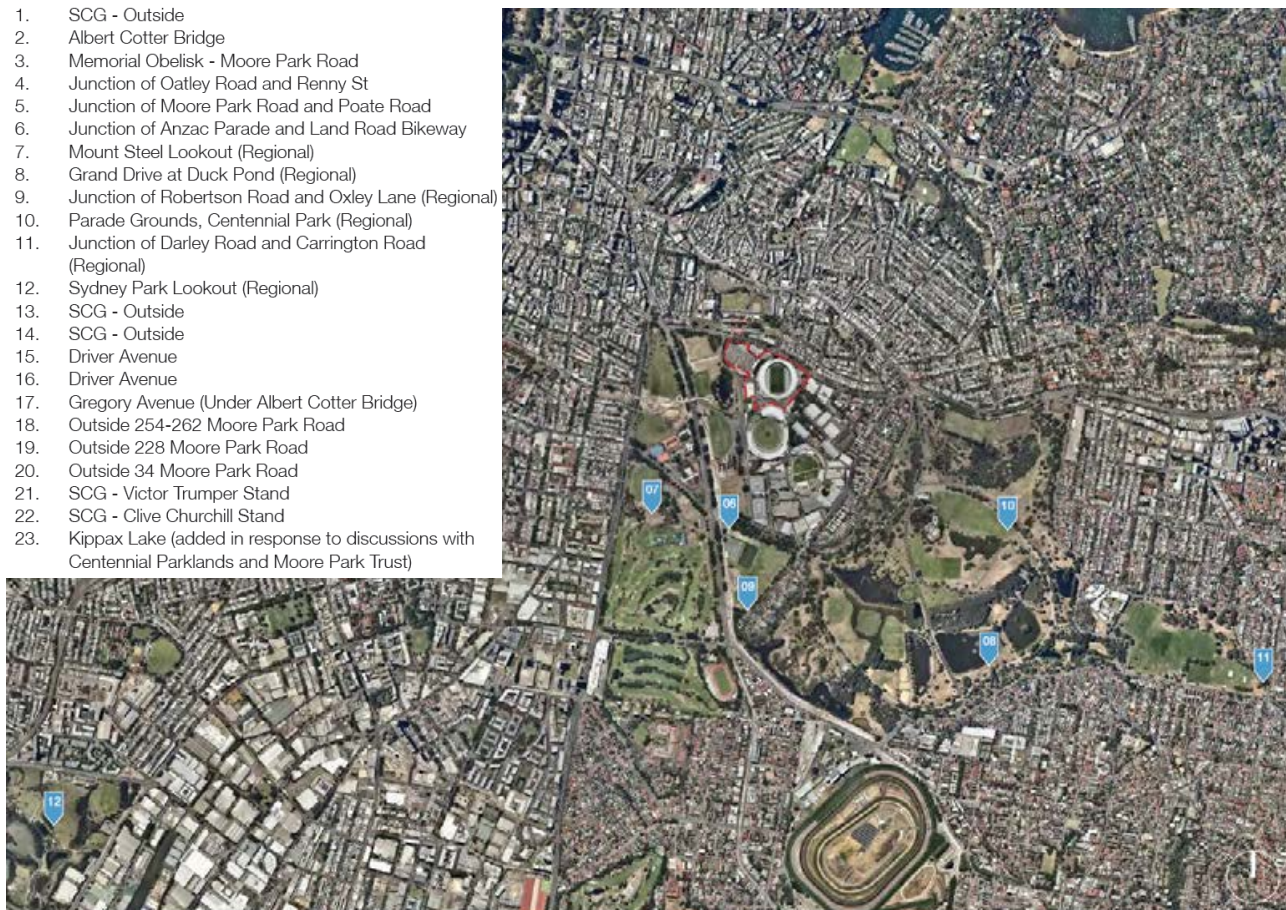 1. SCG - Outside
2. Albert Cotter Bridge
3. Memorial Obelisk - Moore Park Road
4. Junction of Oatley Road and Renny St
5. Junction of Moore Park Road and Poate Road
6. Junction of Anzac Parade and Land Road Bikeway
7. Mount Steel Lookout (Regional)
8. Grand Drive at Duck Pond (Regional)
9. Junction of Robertson Road and Oxley Lane (Regional)
10. Parade Grounds, Centennial Park (Regional)
11. Junction of Darley Road and Carrington Road
(Regional)
12. Sydney Park Lookout (Regional)
13. SCG - Outside
14. SCG - Outside
15. Driver Avenue
16. Driver Avenue
17. Gregory Avenue (Under Albert Cotter Bridge)
18. Outside 254-262 Moore Park Road
19. Outside 228 Moore Park Road
20. Outside 34 Moore Park Road
21. SCG - Victor Trumper Stand
22. SCG - Clive Churchill Stand
23. Kippax Lake (added in response to discussions with
Centennial Parklands and Moore Park Trust)
07
06
10
09
08
11
12